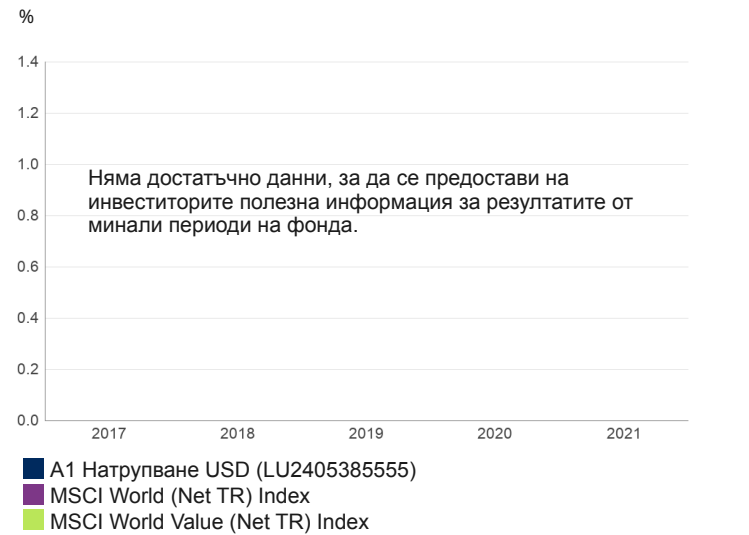 %
1.4
1.2
1.0
Няма достатъчно данни, за да се предостави на
инвеститорите полезна информация за резултатите от
0.8
минали периоди на фонда.
0.6
0.4
0.2
0.0
2017 2018 2019 2020 2021
A1 Натрупване USD (LU2405385555)
MSCI World (Net TR) Index
MSCI World Value (Net TR) Index